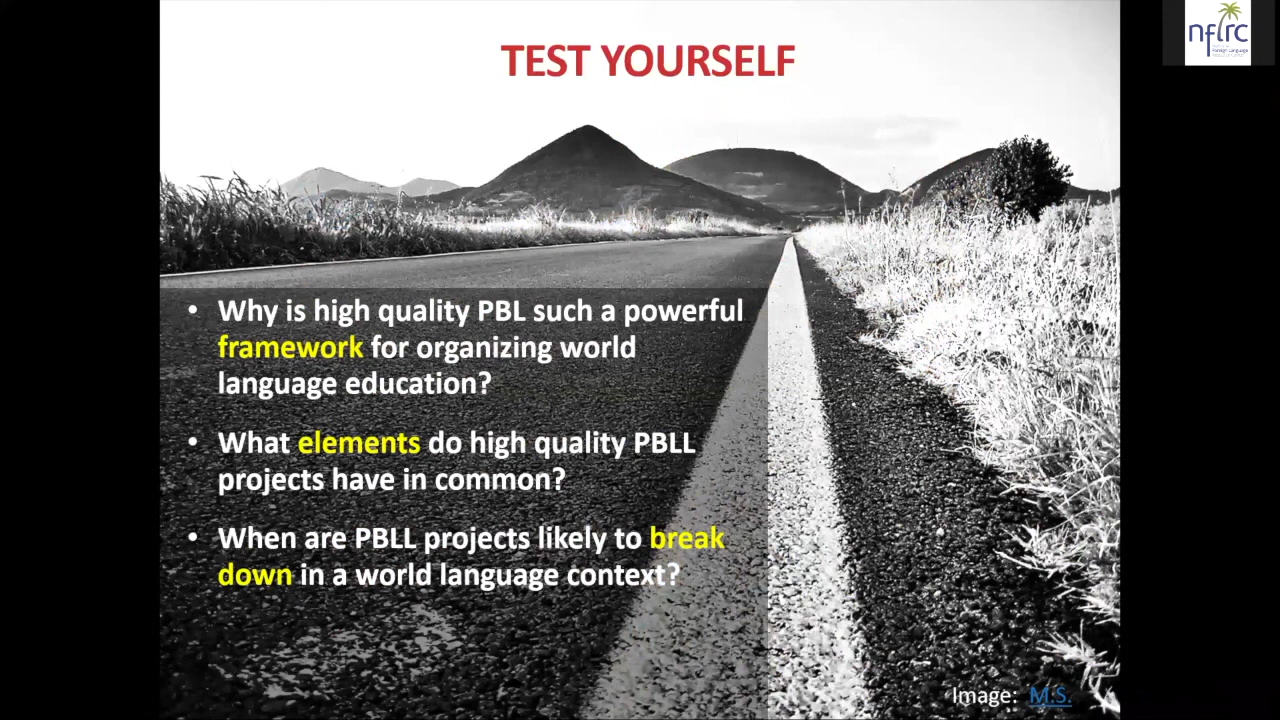 TEST YOURSELF
nflrc
• Why is high quality PBL such a powerful
framework for organizing world
language education?
• What elements do high quality PBLL
projects have in common?
• When are PBLL projects likely to break
down in a world language context?
Image: M.S.